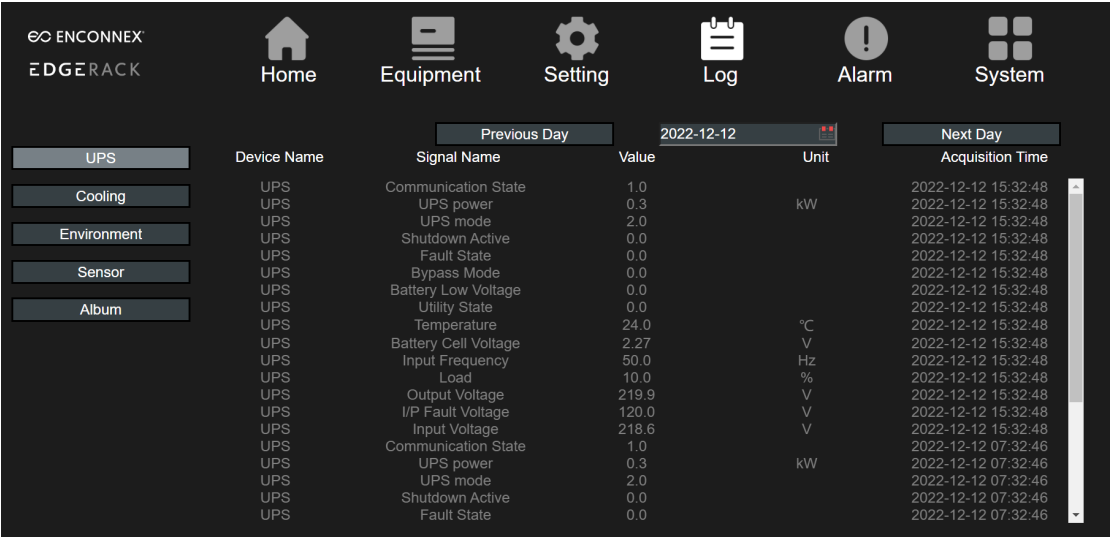 ENCONNEX
EDGERACK
Home Equipment Setting Log Alarm System
Previous Day 2022-12-12 Next Day
UPS
Cooling
Environment
Sensor
Album
Device Name Signal Name Value Unit Acquisition Time
UPS Communication State 1.0 2022-12-12 15:32:48
UPS UPS power 0.3 kW 2022-12-12 15:32:48
UPS UPS mode 2.0 2022-12-12 15:32:48
UPS Shutdown Active 0.0 2022-12-12 15:32:48
UPS Fault State 0.0 2022-12-12 15:32:48
UPS Bypass Mode 0.0 2022-12-12 15:32:48
UPS Battery Low Voltage 0.0 2022-12-12 15:32:48
UPS Utility State 0.0 2022-12-12 15:32:48
UPS Temperature 24.0 ℃ 2022-12-12 15:32:48
UPS Battery Cell Voltage 2.27 V 2022-12-12 15:32:48
UPS Input Frequency 50.0 Hz 2022-12-12 15:32:48
UPS Load 10.0 % 2022-12-12 15:32:48
UPS Output Voltage 219.9 V 2022-12-12 15:32:48
UPS I/P Fault Voltage 120.0 V 2022-12-12 15:32:48
UPS Input Voltage 218.6 V 2022-12-12 15:32:48
UPS Communication State 1.0 2022-12-12 07:32:46
UPS UPS power 0.3 kW 2022-12-12 07:32:46
UPS UPS mode 2.0 2022-12-12 07:32:46
UPS Shutdown Active 0.0 2022-12-12 07:32:46
UPS Fault State 0.0 2022-12-12 07:32:46